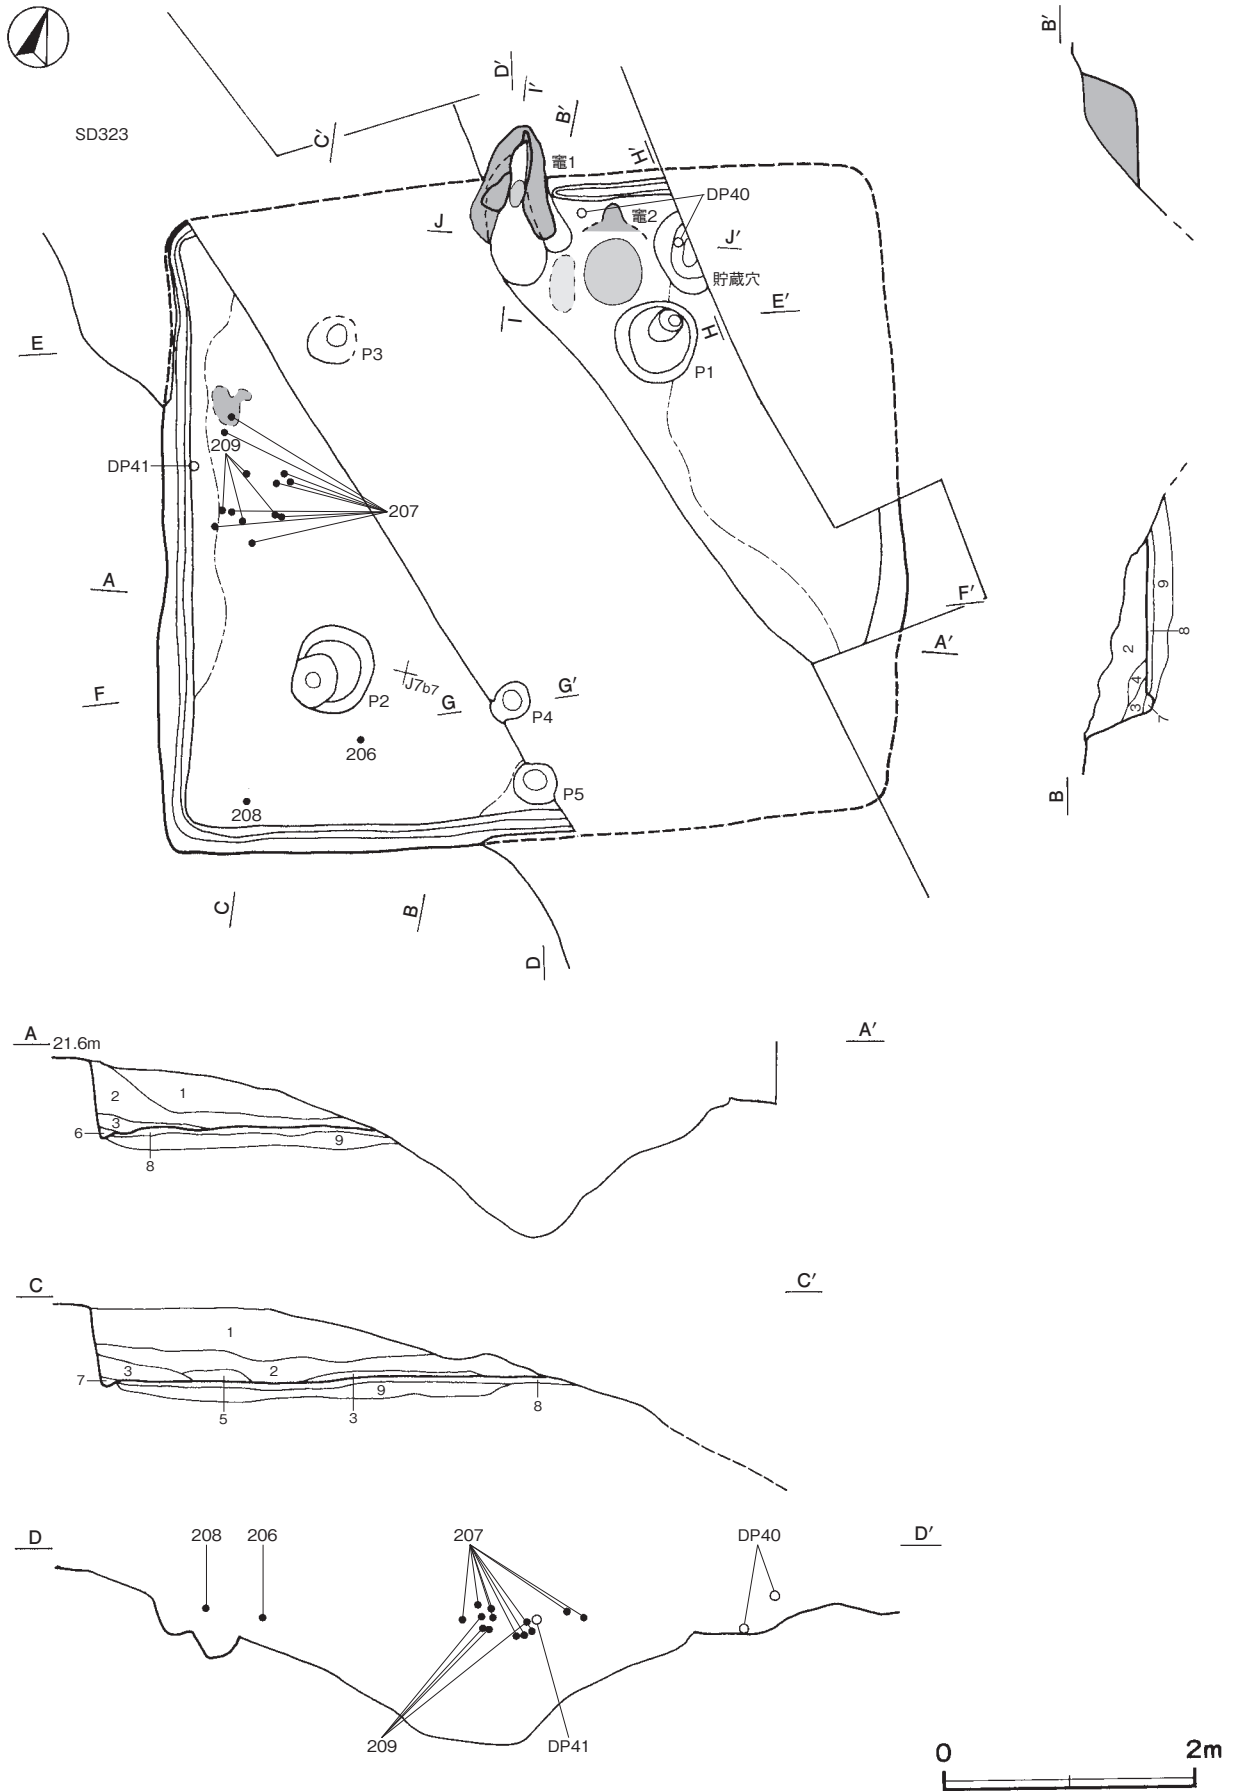 B′
D′
I′
B′
C′
SD323
竈1
H′
DP40
竈2
J
J′
貯蔵穴
E′
I
H
E
P3
P1
209
DP41
207
A
F′
A′
9
8
2
4
3
7
F
P2
J7b7
G
G′
P4
206
P5
208
B
C
B
D
A
21.6m
A′
2
1
3
6
9
8
C
C′
1
3
2
7
9
5
3
8
D
208
206
207
DP40
D′
209
DP41
0
2m